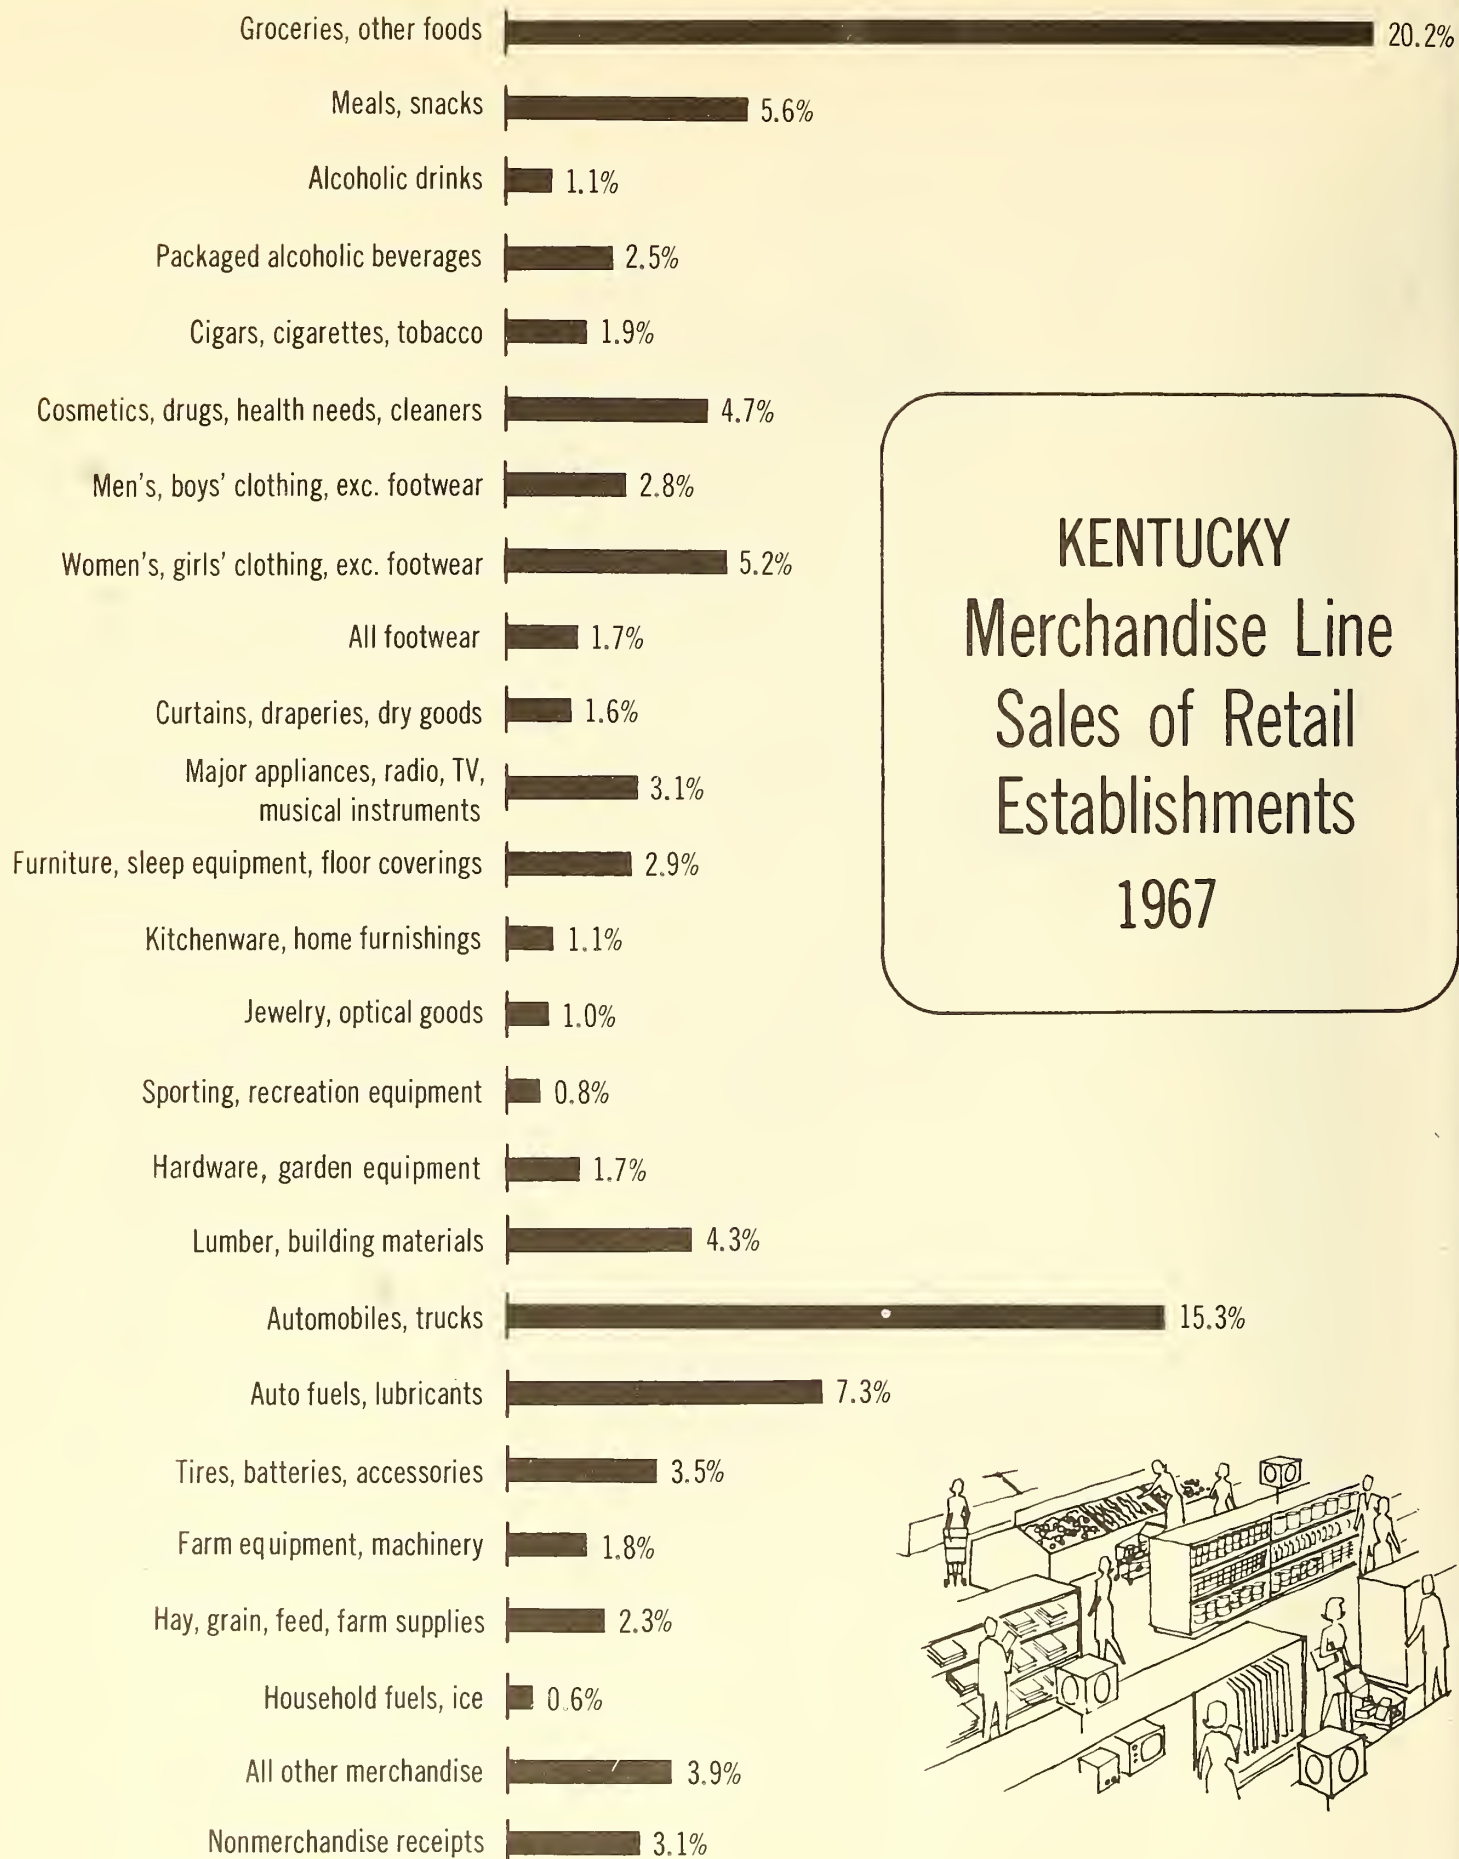 Groceries, other foods 20.2%
Meals, snacks 5.6%
Alcoholic drinks 1.1%
Packaged alcoholic beverages 2.5%
Cigars, cigarettes, tobacco 1.9%
Cosmetics, drugs, health needs, cleaners 4.7%
Men's, boys' clothing, exc. footwear 2.8%
Women's, girls' clothing, exc. footwear 5.2%
All footwear 1.7%
Curtains, draperies, dry goods 1.6%
Major appliances, radio, TV,
musical instruments 3.1%
Furniture, sleep equipment, floor coverings 2.9%
Kitchenware, home furnishings 1.1%
Jewelry, optical goods 1.0%
Sporting, recreation equipment 0.8%
Hardware, garden equipment 1.7%
Lumber, building materials 4.3%
Automobiles, trucks 15.3%
Auto fuels, lubricants 7.3%
Tires, batteries, accessories 3.5%
Farm equipment, machinery 1.8%
Hay, grain, feed, farm supplies 2.3%
Household fuels, ice 0.6%
All other merchandise 3.9%
Nonmerchandise receipts 3.1%
KENTUCKY
Merchandise Line
Sales of Retail
Establishments
1967